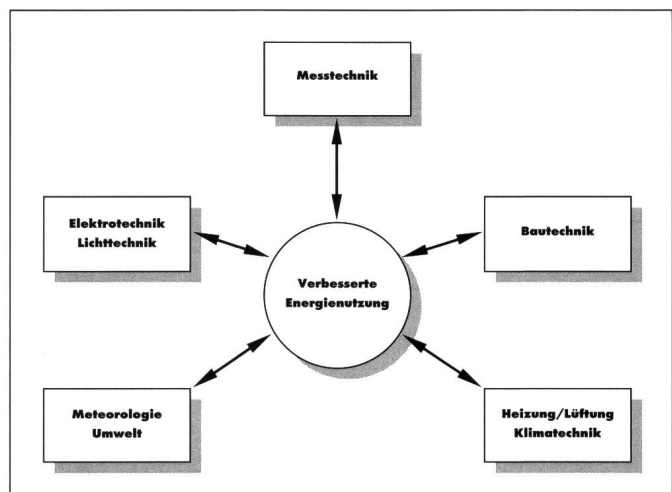 Messtechnik
Elektrotechnik
Lichttechnik
Bautechnik
Verbesserte
Energienutzung
Meteorologie
Umwelt
Heizung/Lüftung
Klimatechnik